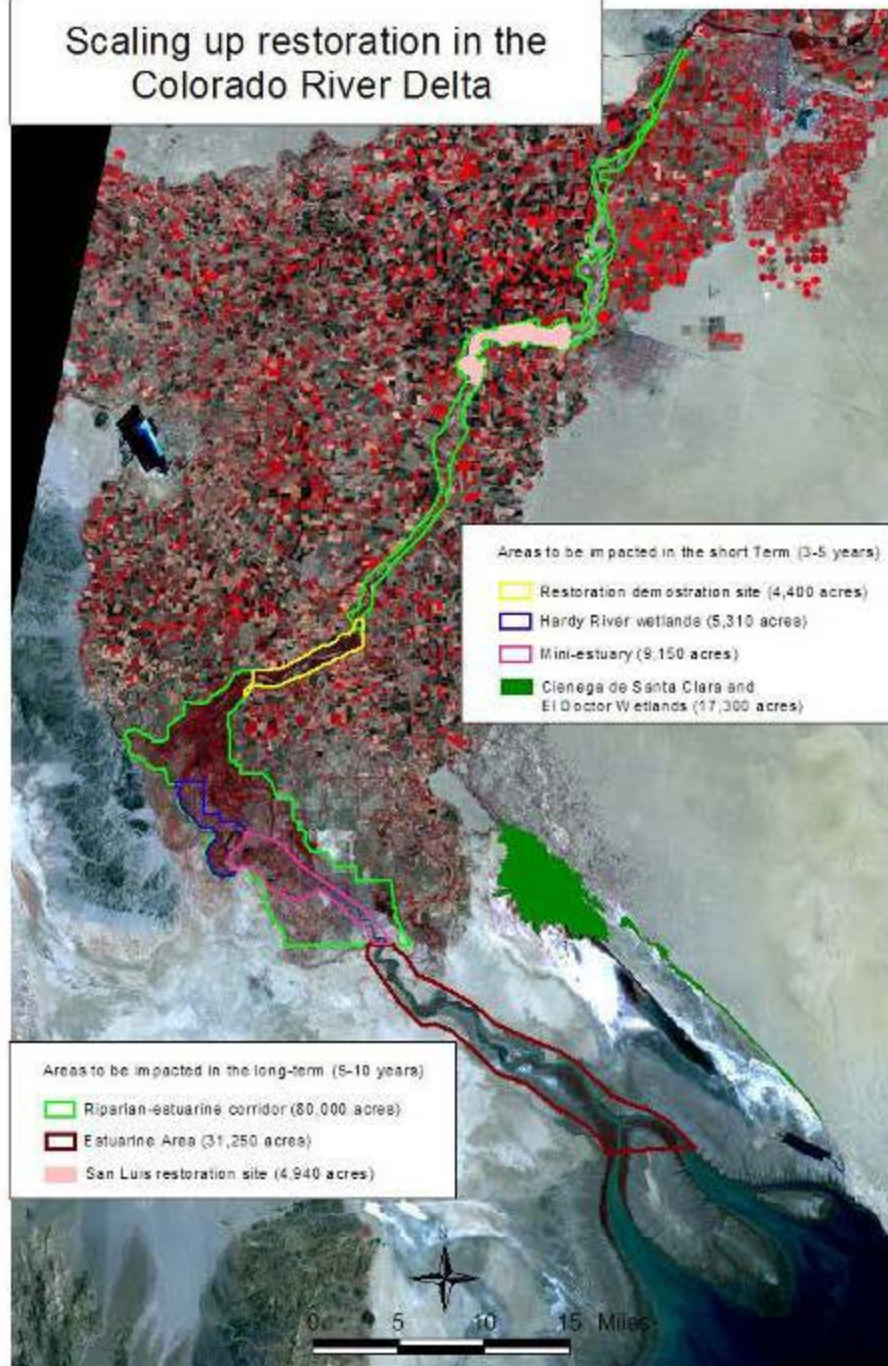 Scaling up restoration in the
Colorado River Delta
Areas to be impacted in the short Term (3-5 years)
Restoration demostration site (4,400 acres)
Hardy River wetlands (5,310 acres)
Mini-estuary (9,150 acres)
Cienega de Santa Clara and
El Doctor Wetlands (17,300 acres)
Areas to be impacted in the long-term (5-10 years)
Riparian-estuarine corridor (80,000 acres)
Estuarine Area (31,250 acres)
San Luis restoration site (4,940 acres)
0 5 10 15 Miles